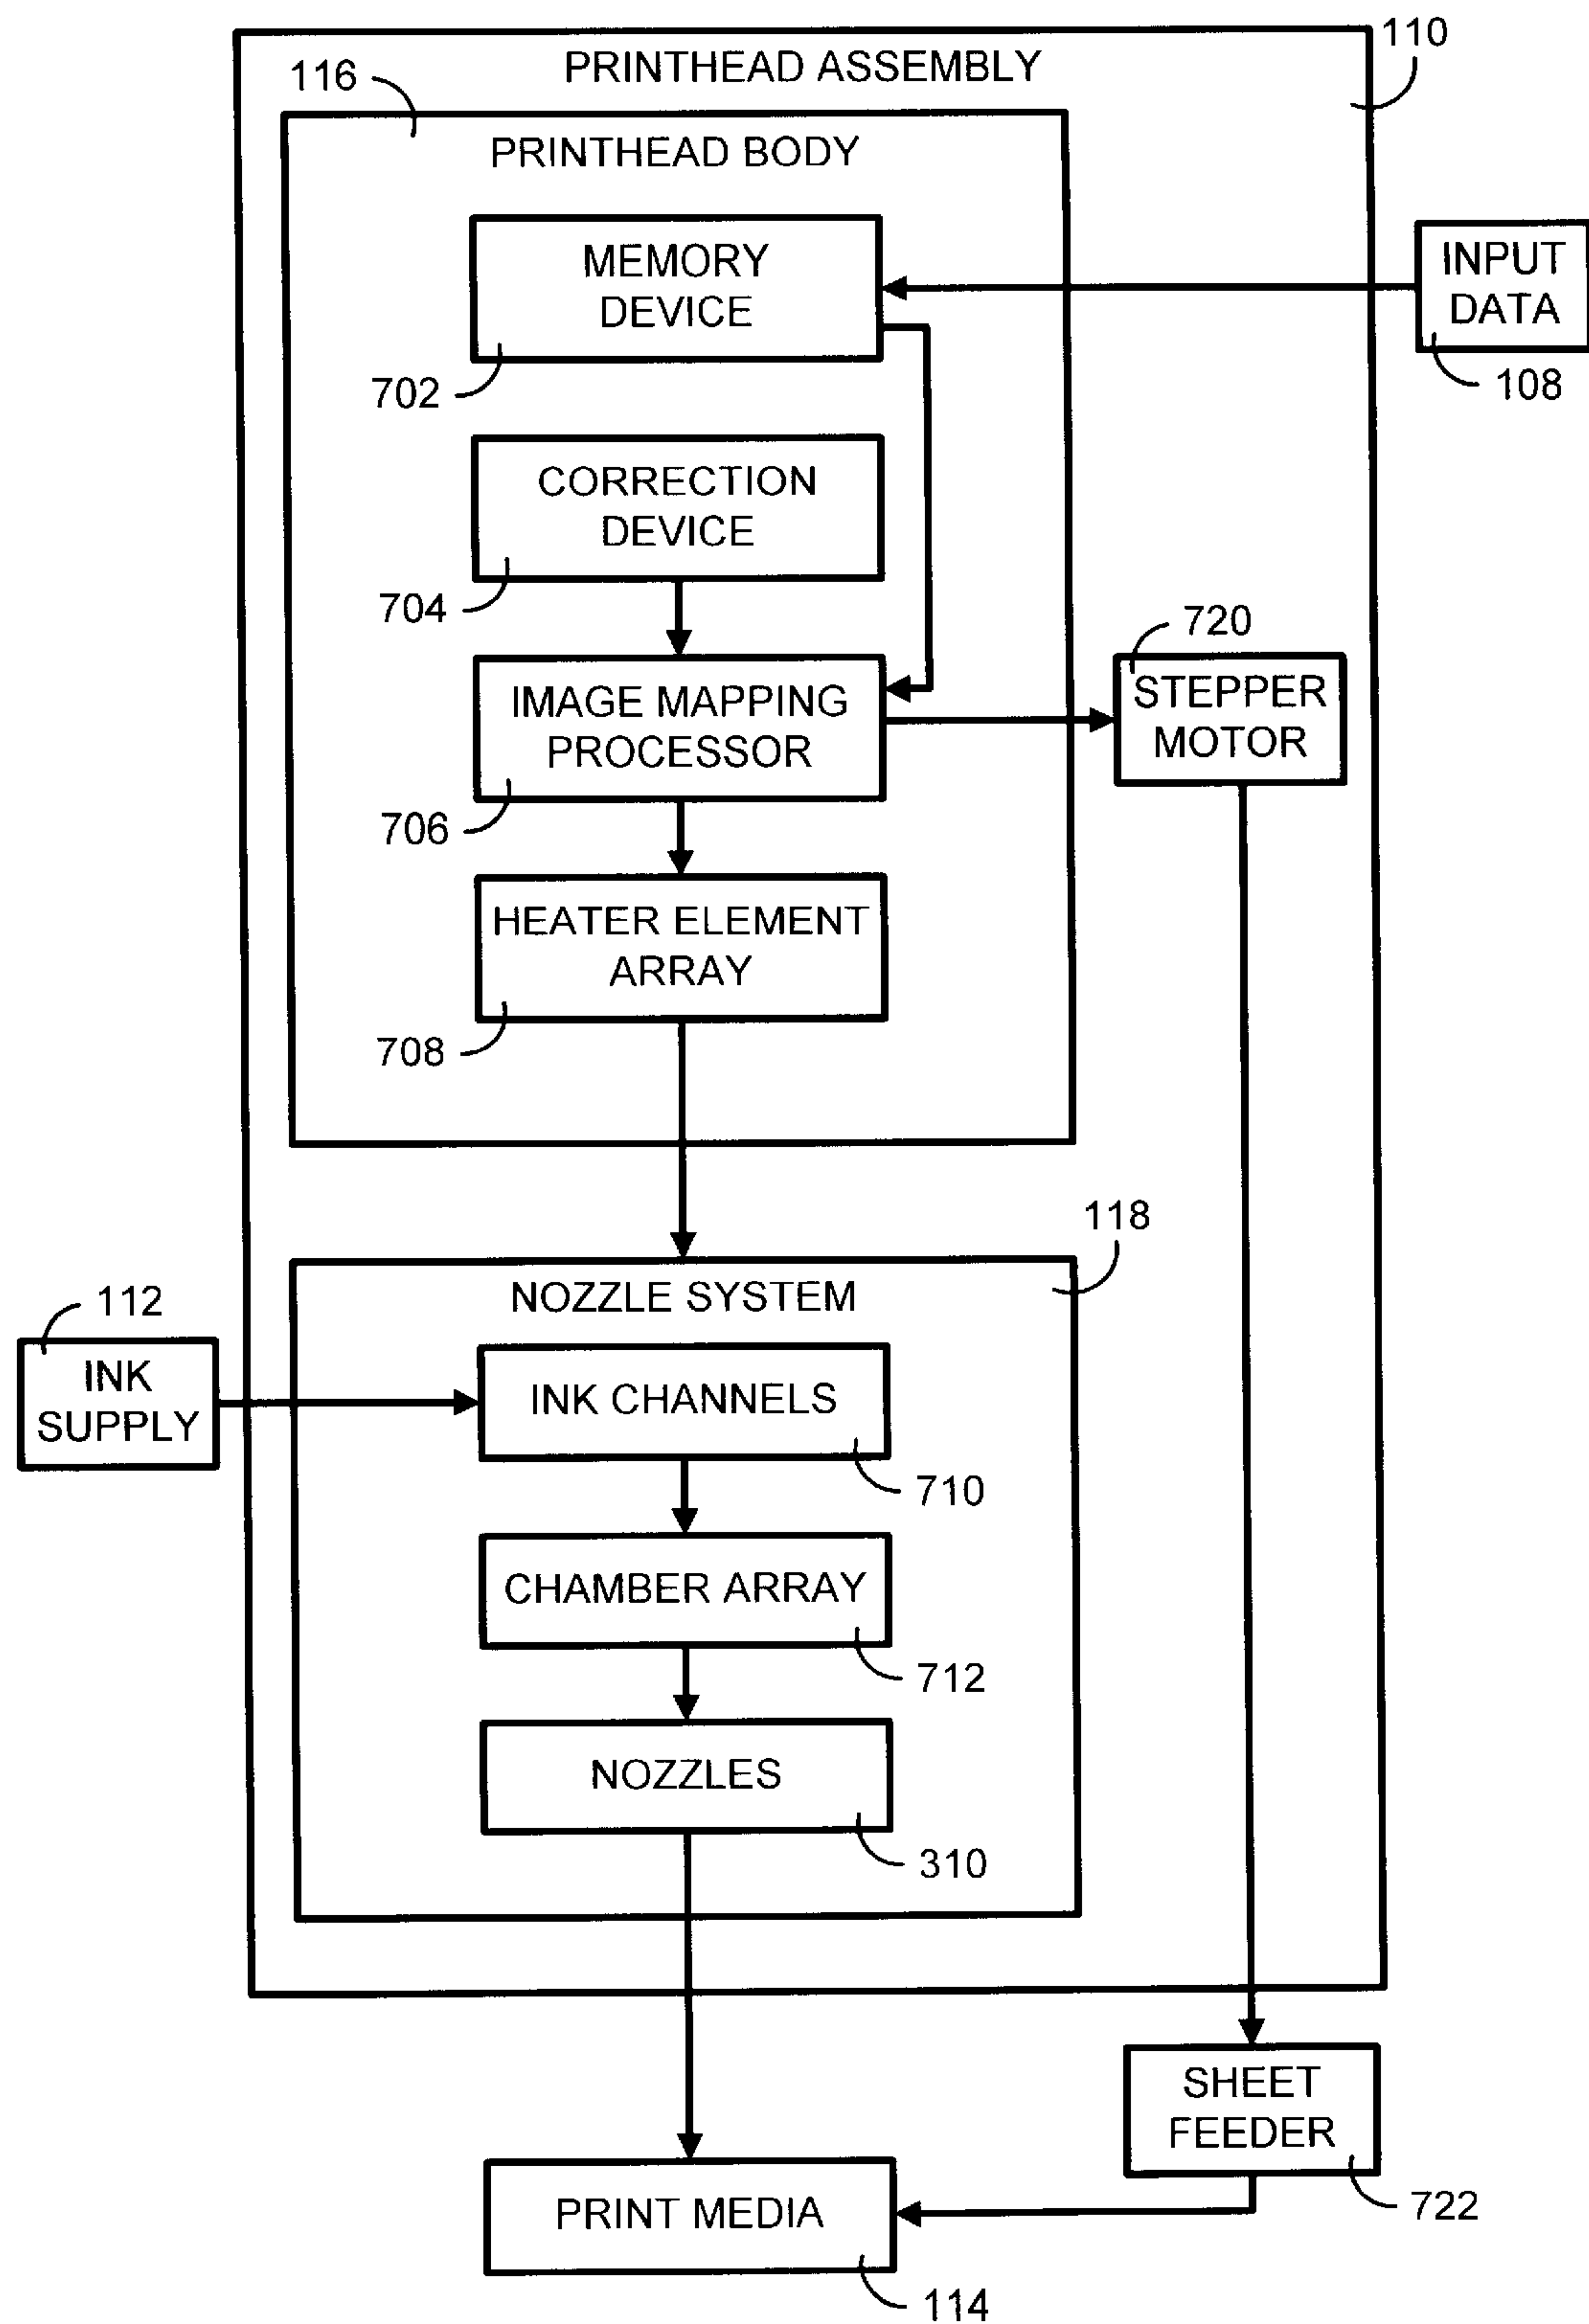 110
PRINTHEAD ASSEMBLY
116
PRINTHEAD BODY
MEMORY
DEVICE
702
INPUT
DATA
108
CORRECTION
DEVICE
704
720
STEPPER
MOTOR
IMAGE MAPPING
PROCESSOR
706
HEATER ELEMENT
ARRAY
708
118
NOZZLE SYSTEM
112
INK
SUPPLY
INK CHANNELS
710
CHAMBER ARRAY
712
NOZZLES
310
SHEET
FEEDER
722
PRINT MEDIA
114